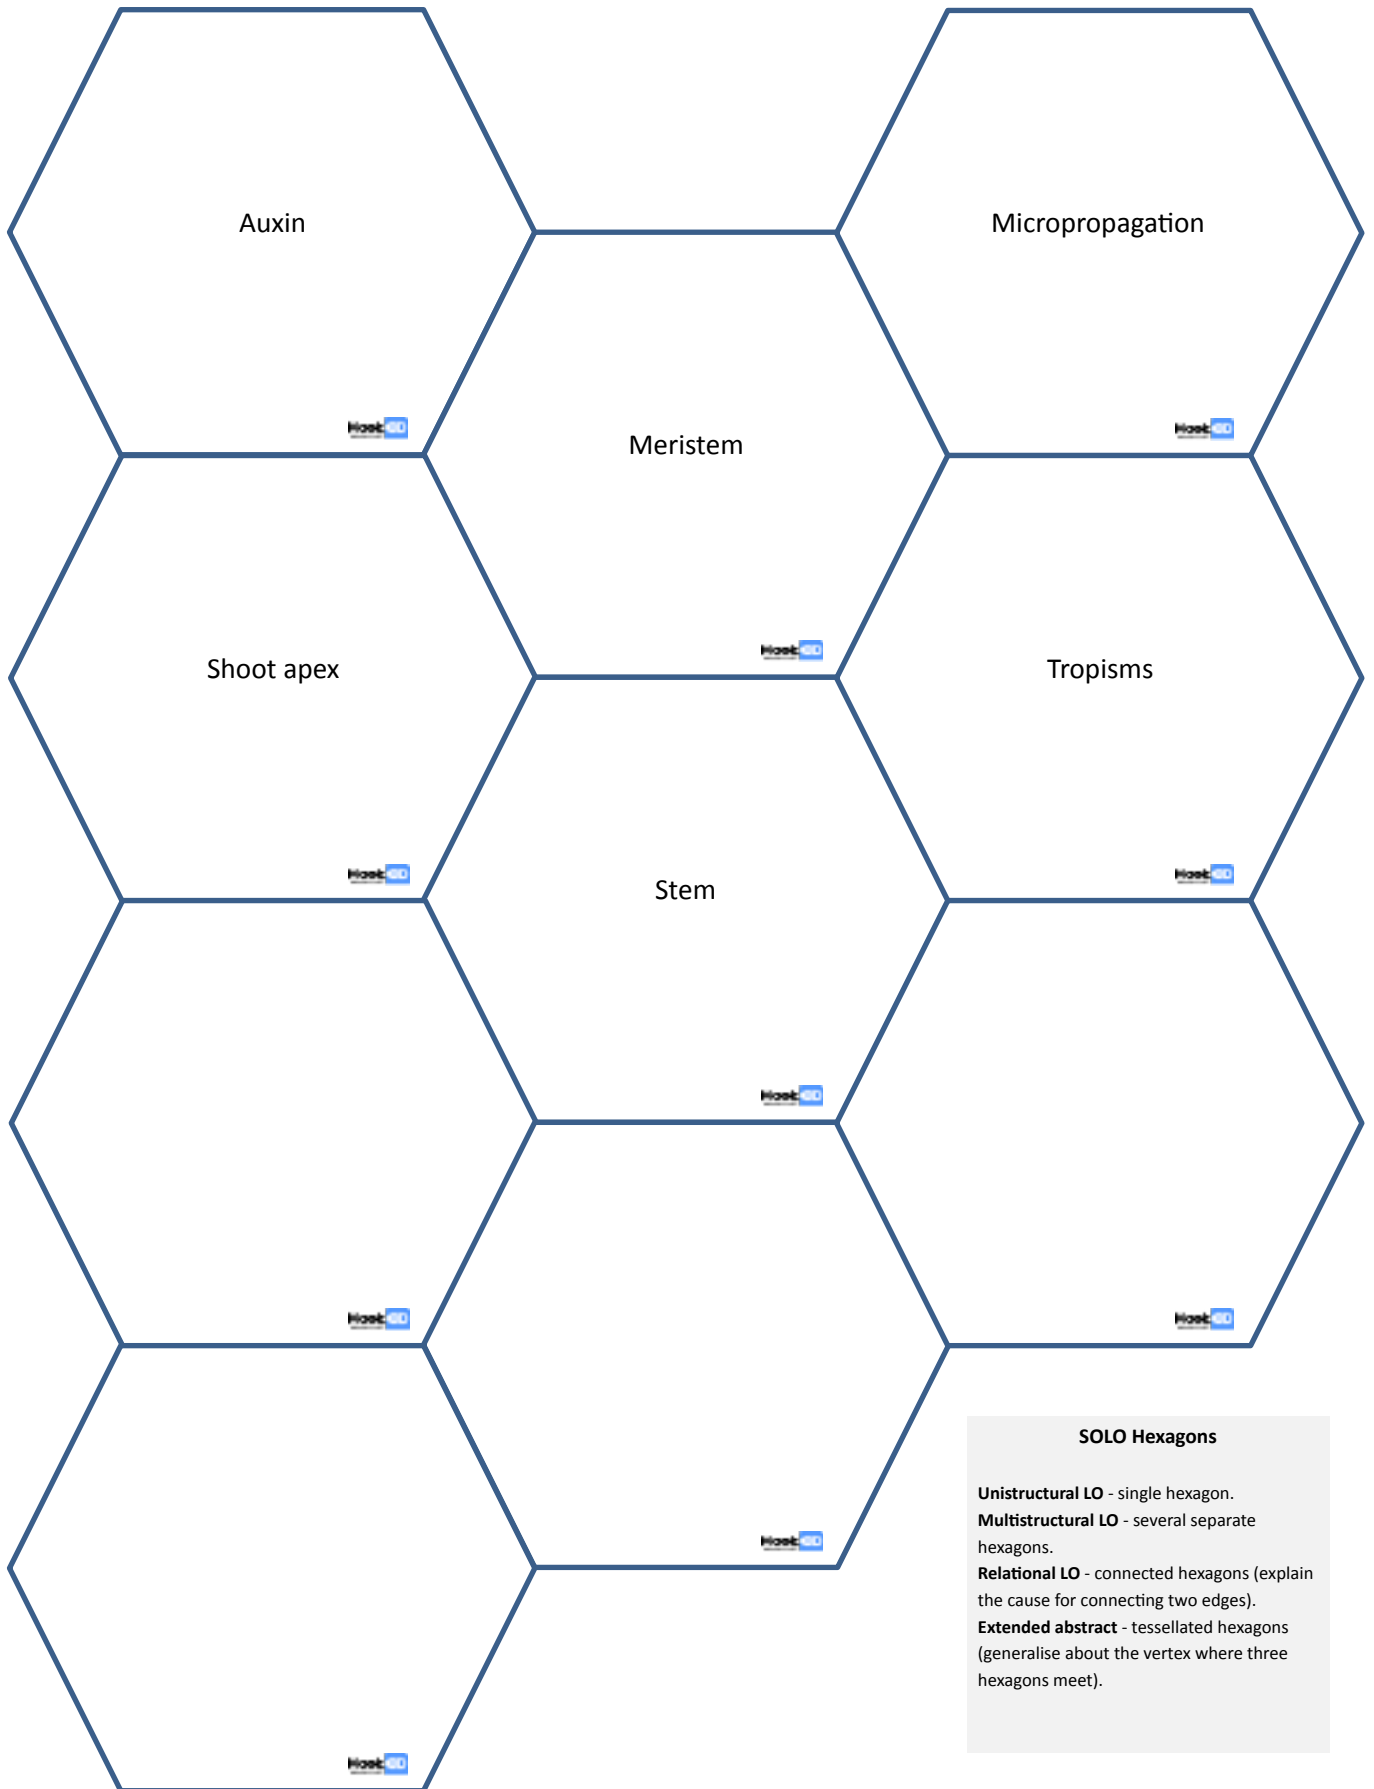 Auxin
Micropropagation
Meristem
Shoot apex
Tropisms
Stem
SOLO Hexagons
Unistructural LO - single hexagon.
Multistructural LO - several separate
hexagons.
Relational LO - connected hexagons (explain
the cause for connecting two edges).
Extended abstract - tessellated hexagons
(generalise about the vertex where three
hexagons meet).